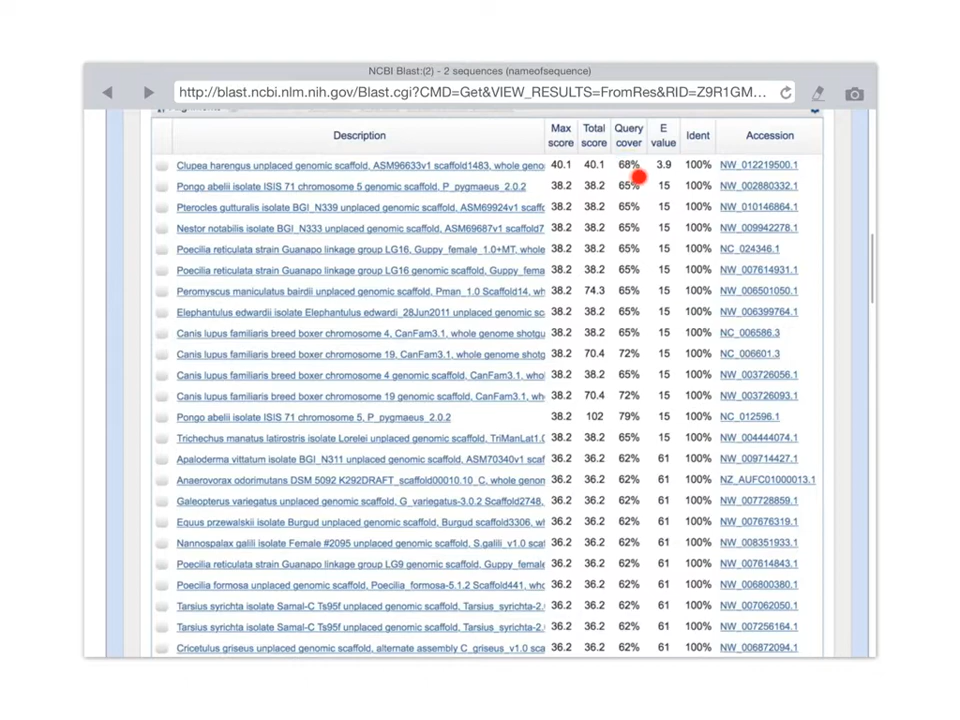 NCBI Blast:(2) - 2 sequences (nameofsequence)
http://blast.ncbi.nlm.nih.gov/Blast.cgi?CMD=Get&VIEW_RESULTS=FromRes&RID=Z9R1GM...
Description Max score Total score Query cover E value Ident Accession
Clupea harengus unplaced genomic scaffold, ASM96633v1 scaffold1483, whole geno 40.1 40.1 68% 3.9 100% NW_012219500.1
Pongo abelii isolate ISIS 71 chromosome 5 genomic scaffold, P_pygmaeus_2.0.2 38.2 38.2 65% 15 100% NW_002880332.1
Pterocles gutturalis isolate BGI_N339 unplaced genomic scaffold, ASM69924v1 scaffo 38.2 38.2 65% 15 100% NW_010146864.1
Nestor notabilis isolate BGI_N333 unplaced genomic scaffold, ASM69687v1 scaffold7 38.2 38.2 65% 15 100% NW_009942278.1
Poecilia reticulata strain Guanapo linkage group LG16, Guppy_female_1.0+MT, whole 38.2 38.2 65% 15 100% NC_024346.1
Poecilia reticulata strain Guanapo linkage group LG16 genomic scaffold, Guppy_fema 38.2 38.2 65% 15 100% NW_007614931.1
Peromyscus maniculatus bairdii unplaced genomic scaffold, Pman_1.0 Scaffold14, wh 38.2 74.3 65% 15 100% NW_006501050.1
Elephantulus edwardii isolate Elephantulus edwardi_28Jun2011 unplaced genomic sc 38.2 38.2 65% 15 100% NW_006399764.1
Canis lupus familiaris breed boxer chromosome 4, CanFam3.1, whole genome shotgu 38.2 38.2 65% 15 100% NC_006586.3
Canis lupus familiaris breed boxer chromosome 19, CanFam3.1, whole genome shotg 38.2 70.4 72% 15 100% NC_006601.3
Canis lupus familiaris breed boxer chromosome 4 genomic scaffold, CanFam3.1, who 38.2 38.2 65% 15 100% NW_003726056.1
Canis lupus familiaris breed boxer chromosome 19 genomic scaffold, CanFam3.1, wh 38.2 70.4 72% 15 100% NW_003726093.1
Pongo abelii isolate ISIS 71 chromosome 5, P_pygmaeus_2.0.2 38.2 102 79% 15 100% NC_012596.1
Trichechus manatus latirostris isolate Lorelei unplaced genomic scaffold, TriManLat1.0 38.2 38.2 65% 15 100% NW_004444074.1
Apaloderma vittatum isolate BGI_N311 unplaced genomic scaffold, ASM70340v1 scaf 36.2 36.2 62% 61 100% NW_009714427.1
Anaerovorax odorimutans DSM 5092 K292DRAFT_scaffold00010.10_C, whole genom 36.2 36.2 62% 61 100% NZ_AUFC01000013.1
Galeopterus variegatus unplaced genomic scaffold, G_variegatus-3.0.2 Scaffold2748, 36.2 36.2 62% 61 100% NW_007728859.1
Equus przewalskii isolate Burgud unplaced genomic scaffold, Burgud scaffold3306, wh 36.2 36.2 62% 61 100% NW_007676319.1
Nannospalax galili isolate Female #2095 unplaced genomic scaffold, S.galili_v1.0 scaf 36.2 36.2 62% 61 100% NW_008351933.1
Poecilia reticulata strain Guanapo linkage group LG9 genomic scaffold, Guppy_female 36.2 36.2 62% 61 100% NW_007614843.1
Poecilia formosa unplaced genomic scaffold, Poecilia_formosa-5.1.2 Scaffold441, who 36.2 36.2 62% 61 100% NW_006800380.1
Tarsius syrichta isolate Samal-C Ts95f unplaced genomic scaffold, Tarsius_syrichta-2. 36.2 36.2 62% 61 100% NW_007062050.1
Tarsius syrichta isolate Samal-C Ts95f unplaced genomic scaffold, Tarsius_syrichta-2. 36.2 36.2 62% 61 100% NW_007256164.1
Cricetulus griseus unplaced genomic scaffold, alternate assembly C_griseus_v1.0 sca 36.2 36.2 62% 61 100% NW_006872094.1